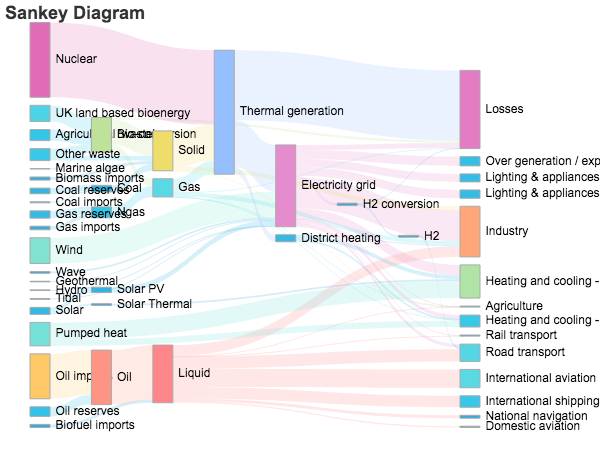 Sankey Diagram
Nuclear
UK land based bioenergy
Bio-conversion
Other waste
Marine algae
Biomass imports
Coal reserves
Coal
Coal imports
Gas reserves
Ngas
Gas imports
Wind
Wave
Geothermal
Hydro
Tidal
Solar
Solar PV
Solar Thermal
Pumped heat
Oil
Oil reserves
Biofuel imports
Thermal generation
Solid
Gas
Electricity grid
District heating
H2 conversion
H2
Liquid
Losses
Over generation / exp
Lighting & appliances
Lighting & appliances
Industry
Heating and cooling -
Agriculture
Heating and cooling -
Rail transport
Road transport
International aviation
International shipping
National navigation
Domestic aviation